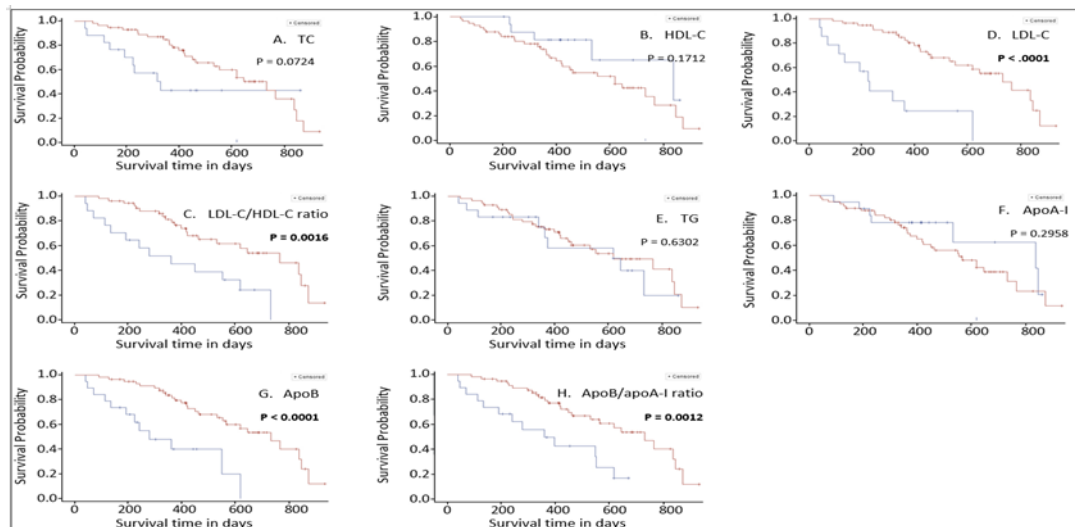 Censored
A. TC
P = 0.0724
Survival Probability
1.0
0.8
0.6
0.4
0.2
0.0
0 200 400 600 800
Survival time in days
Censored
B. HDL-C
P = 0.1712
Survival Probability
1.0
0.8
0.6
0.4
0.2
0.0
0 200 400 600 800
Survival time in days
Censored
D. LDL-C
P < .0001
Survival Probability
1.0
0.8
0.6
0.4
0.2
0.0
0 200 400 600 800
Survival time in days
Censored
C. LDL-C/HDL-C ratio
P = 0.0016
Survival Probability
1.0
0.8
0.6
0.4
0.2
0.0
0 200 400 600 800
Survival time in days
Censored
E. TG
P = 0.6302
Survival Probability
1.0
0.8
0.6
0.4
0.2
0.0
0 200 400 600 800
Survival time in days
Censored
F. ApoA-I
P = 0.2958
Survival Probability
1.0
0.8
0.6
0.4
0.2
0.0
0 200 400 600 800
Survival time in days
Censored
G. ApoB
P < 0.0001
Survival Probability
1.0
0.8
0.6
0.4
0.2
0.0
0 200 400 600 800
Survival time in days
Censored
H. ApoB/apoA-I ratio
P = 0.0012
Survival Probability
1.0
0.8
0.6
0.4
0.2
0.0
0 200 400 600 800
Survival time in days